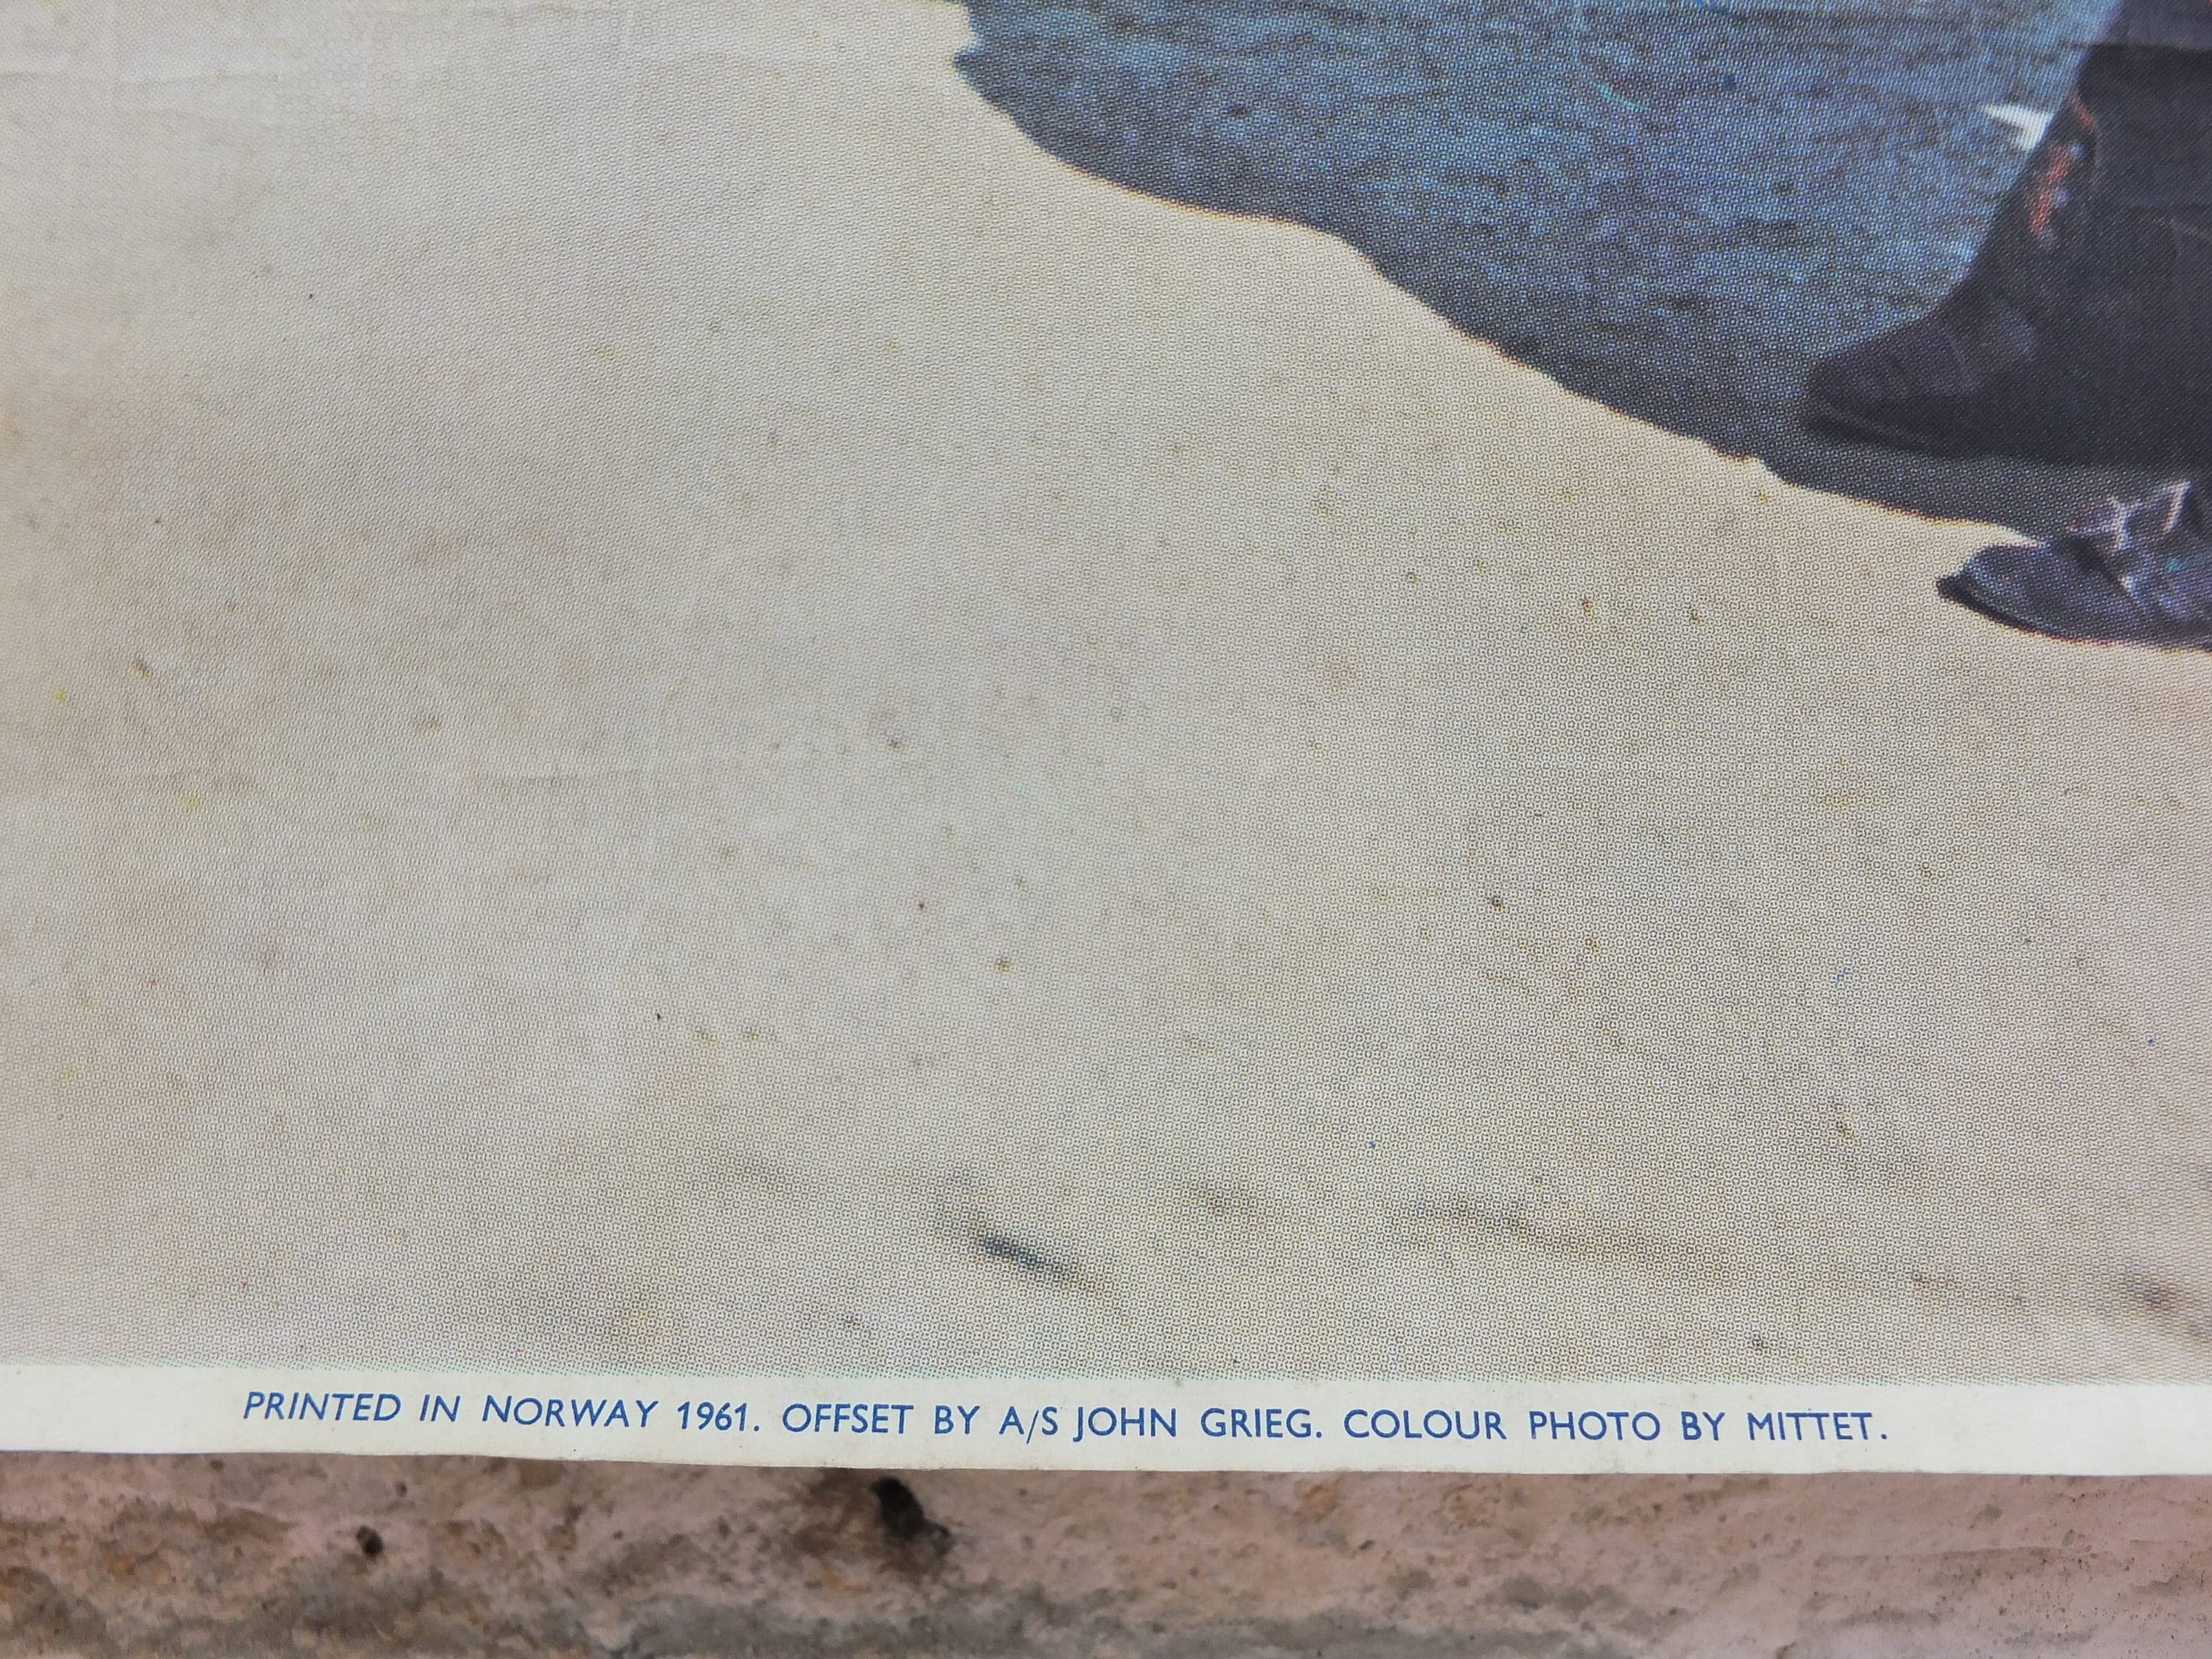 PRINTED IN NORWAY 1961. OFFSET BY A/S JOHN GRIEG. COLOUR PHOTO BY MITTET.